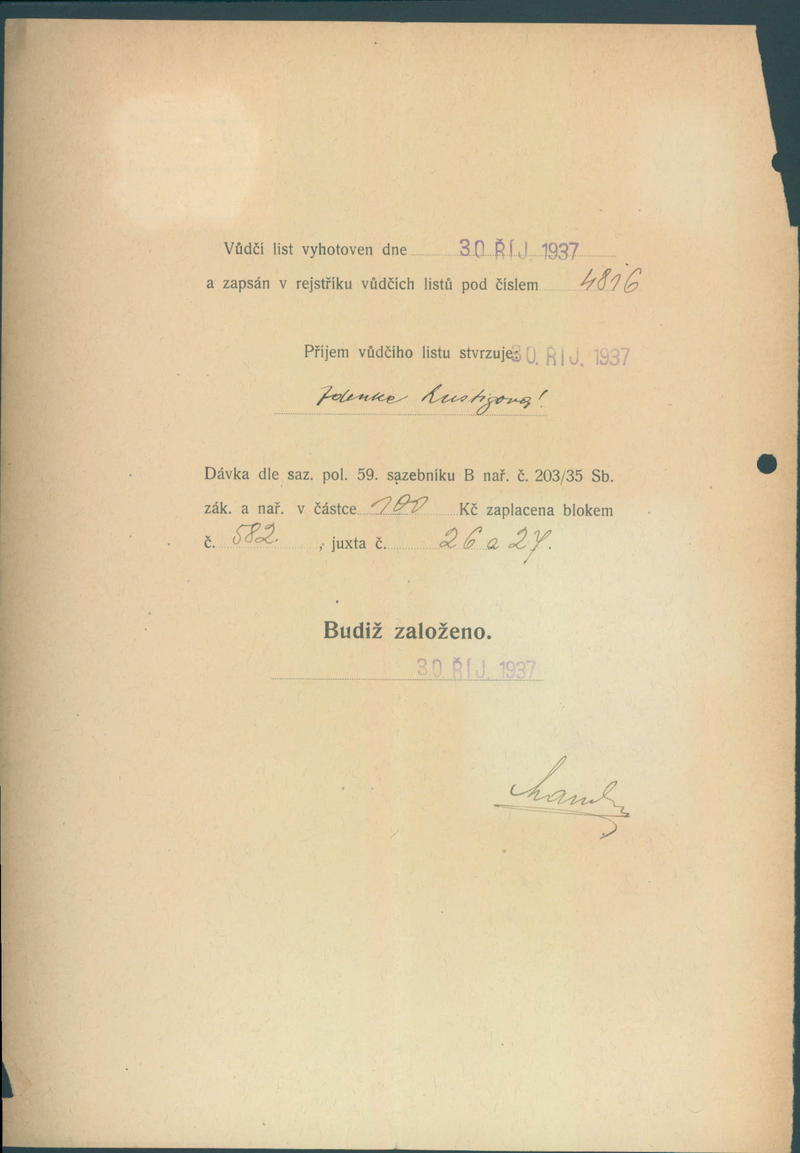 Vůdčí list vyhotoven dne 30 ŘÍJ. 1937
a zapsán v rejstříku vůdčích listů pod číslem 4816
Příjem vůdčího listu stvrzuje: 30. ŘÍJ. 1937
Zdenka Lustigová
Dávka dle saz. pol. 59. sazebníku B nař. č. 203/35 Sb.
zák. a nař. v částce 100 Kč zaplacena blokem
č. 582. , juxta č. 26 a 27.
Budiž založeno.
30. ŘÍJ. 1937